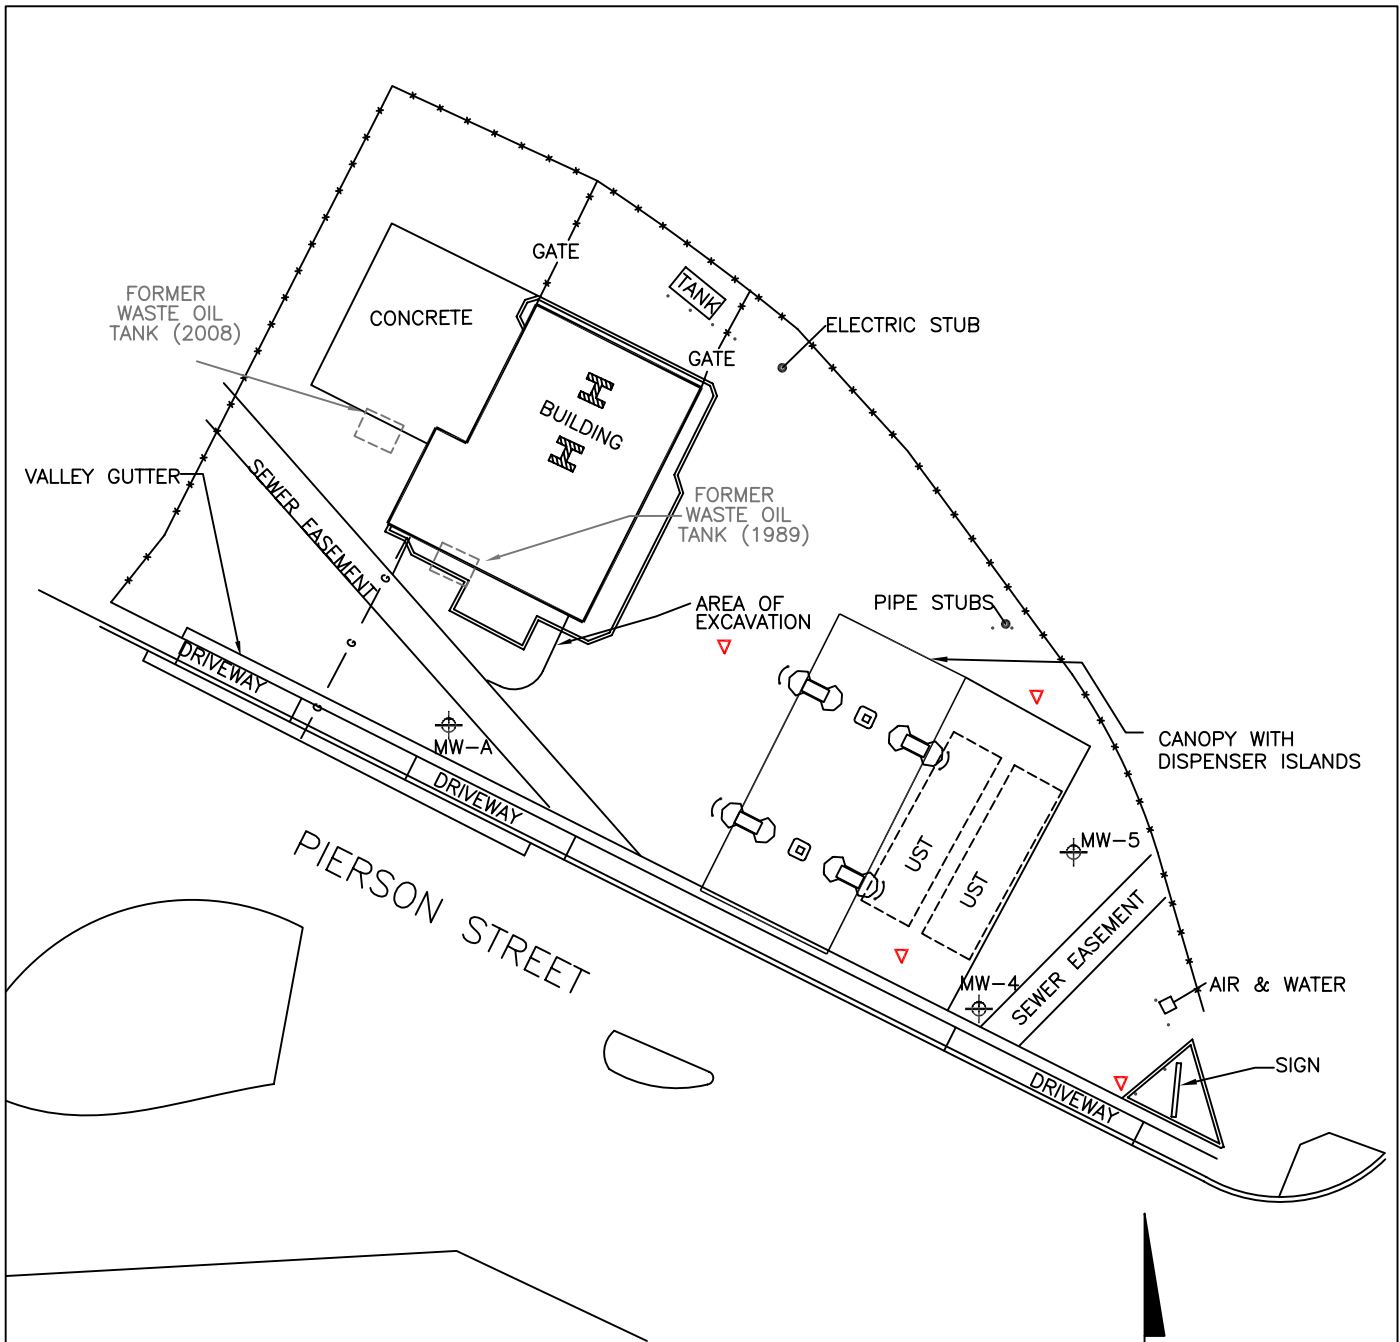 GATE
TANK
FORMER
WASTE OIL
TANK (2008)
CONCRETE
ELECTRIC STUB
GATE
BUILDING
VALLEY GUTTER
SEWER EASEMENT
FORMER
WASTE OIL
TANK (1989)
G
G
G
AREA OF
EXCAVATION
PIPE STUBS
DRIVEWAY
MW-A
CANOPY WITH
DISPENSER ISLANDS
DRIVEWAY
PIERSON STREET
UST
UST
MW-5
SEWER EASEMENT
MW-4
AIR & WATER
SIGN
DRIVEWAY